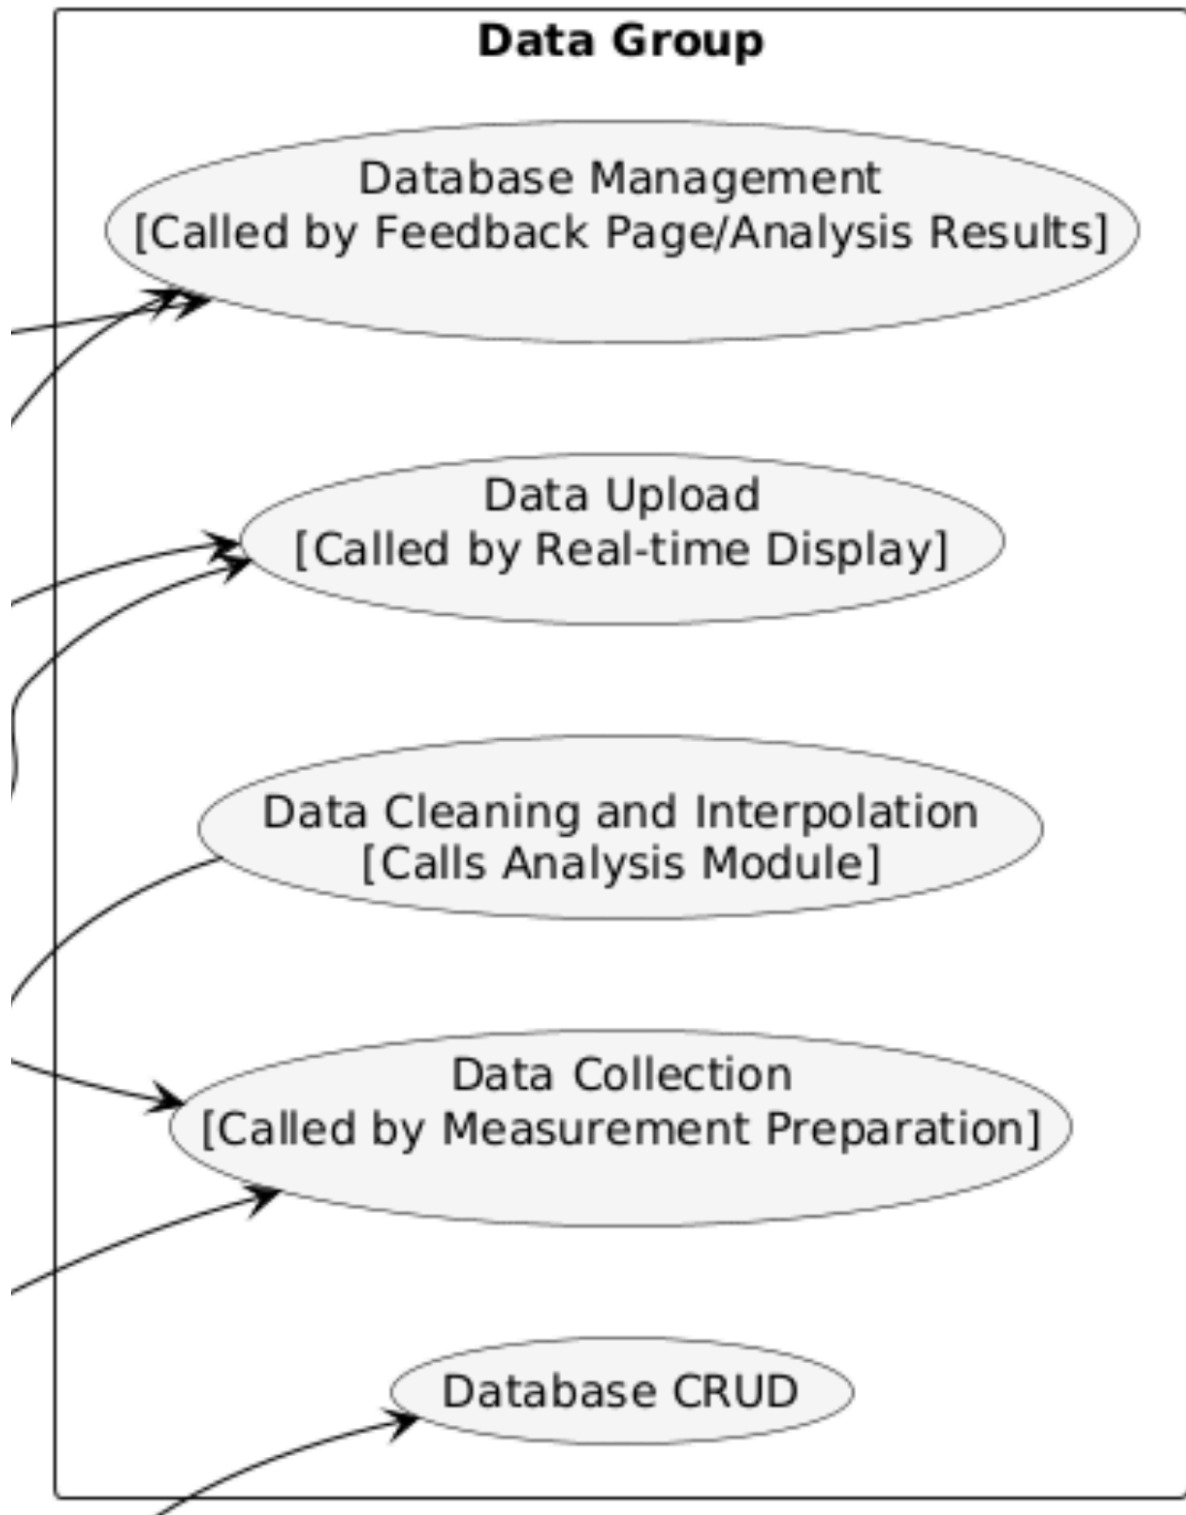 Data Group
Database Management
[Called by Feedback Page/Analysis Results]
Data Upload
[Called by Real-time Display]
Data Cleaning and Interpolation
[Calls Analysis Module]
Data Collection
[Called by Measurement Preparation]
Database CRUD